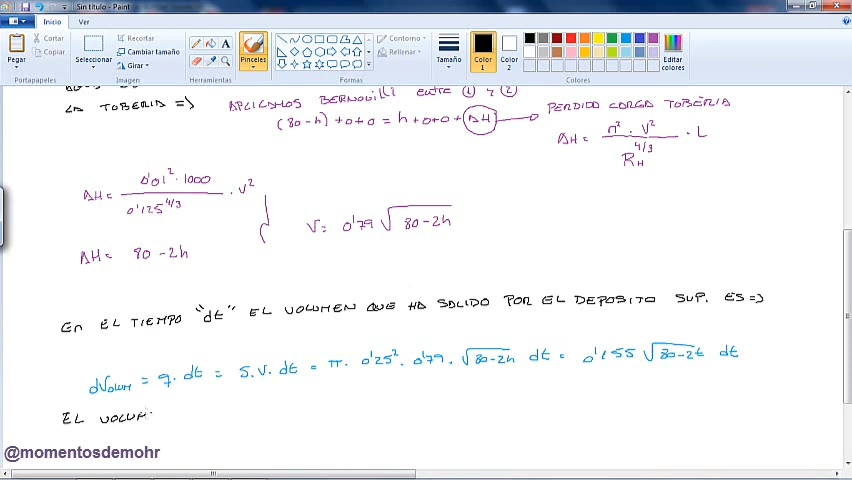 Sin título - Paint
Inicio Ver
Pegar
Cortar
Copiar
Portapapeles
Seleccionar
Recortar
Cambiar tamaño
Girar
Imagen
Herramientas
Pinceles
Contorno
Rellenar
Formas
Tamaño
Color 1
Color 2
Editar colores
Colores
LA TOBERIA =>
APLICAMOS BERNOUILLI entre ① y ②
(80-h)+0+0 = h+0+0+ΔH
PERDIDO CARGA TOBERIA
ΔH = n² · V² / R_H^4/3 · L
ΔH = 0'01² · 1000 / 0'125^4/3 · V²
ΔH = 80-2h
V = 0'79 √80-2h
En EL TIEMPO "dt" EL VOLUMEN QUE HA SALIDO POR EL DEPOSITO SUP. ES =>
dVOLUM = q. dt = S.V. dt = π. 0'25². 0'79. √80-2h dt = 0'155 √80-2t dt
EL VOLUM
@momentosdemohr